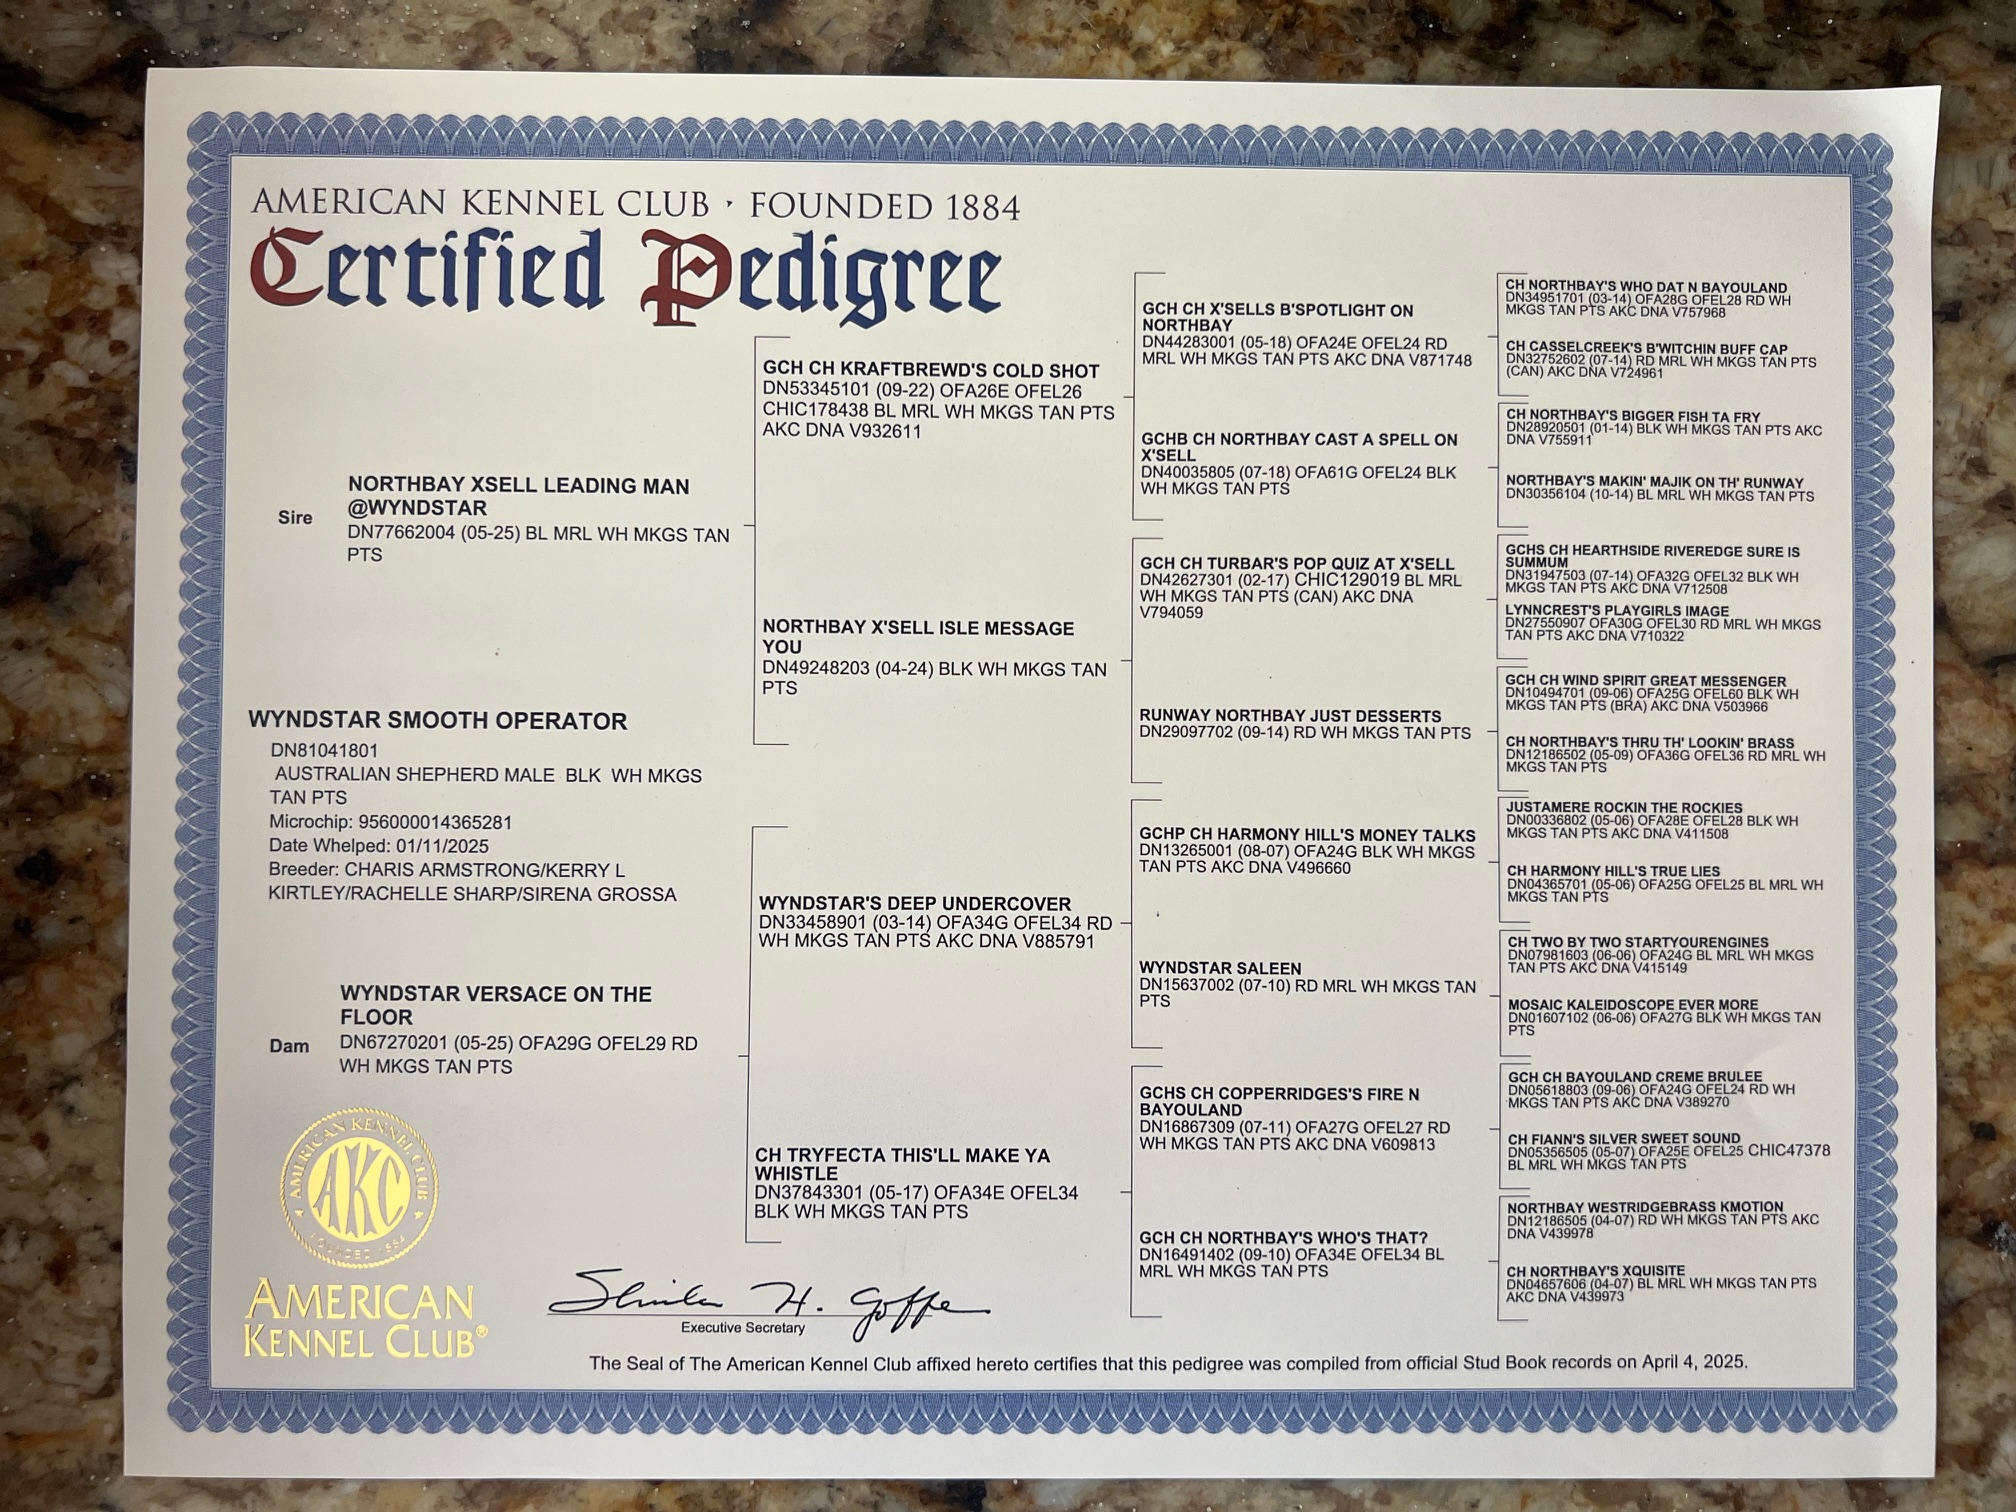 AMERICAN KENNEL CLUB · FOUNDED 1884
Certified Pedigree
Sire
NORTHBAY XSELL LEADING MAN
@WYNDSTAR
DN77662004 (05-25) BL MRL WH MKGS TAN
PTS
WYNDSTAR SMOOTH OPERATOR
DN81041801
AUSTRALIAN SHEPHERD MALE BLK WH MKGS
TAN PTS
Microchip: 956000014365281
Date Whelped: 01/11/2025
Breeder: CHARIS ARMSTRONG/KERRY L
KIRTLEY/RACHELLE SHARP/SIRENA GROSSA
Dam
WYNDSTAR VERSACE ON THE
FLOOR
DN67270201 (05-25) OFA29G OFEL29 RD
WH MKGS TAN PTS
GCH CH KRAFTBREWD'S COLD SHOT
DN53345101 (09-22) OFA26E OFEL26
CHIC178438 BL MRL WH MKGS TAN PTS
AKC DNA V932611
NORTHBAY X'SELL ISLE MESSAGE
YOU
DN49248203 (04-24) BLK WH MKGS TAN
PTS
WYNDSTAR'S DEEP UNDERCOVER
DN33458901 (03-14) OFA34G OFEL34 RD
WH MKGS TAN PTS AKC DNA V885791
CH TRYFECTA THIS'LL MAKE YA
WHISTLE
DN37843301 (05-17) OFA34E OFEL34
BLK WH MKGS TAN PTS
GCH CH X'SELLS B'SPOTLIGHT ON
NORTHBAY
DN44283001 (05-18) OFA24E OFEL24 RD
MRL WH MKGS TAN PTS AKC DNA V871748
GCHB CH NORTHBAY CAST A SPELL ON
X'SELL
DN40035805 (07-18) OFA61G OFEL24 BLK
WH MKGS TAN PTS
GCH CH TURBAR'S POP QUIZ AT X'SELL
DN42627301 (02-17) CHIC129019 BL MRL
WH MKGS TAN PTS (CAN) AKC DNA
V794059
RUNWAY NORTHBAY JUST DESSERTS
DN29097702 (09-14) RD WH MKGS TAN PTS
GCHP CH HARMONY HILL'S MONEY TALKS
DN13265001 (08-07) OFA24G BLK WH MKGS
TAN PTS AKC DNA V496660
WYNDSTAR SALEEN
DN15637002 (07-10) RD MRL WH MKGS TAN
PTS
GCHS CH COPPERRIDGES'S FIRE N
BAYOULAND
DN16867309 (07-11) OFA27G OFEL27 RD
WH MKGS TAN PTS AKC DNA V609813
GCH CH NORTHBAY'S WHO'S THAT?
DN16491402 (09-10) OFA34E OFEL34 BL
MRL WH MKGS TAN PTS
CH NORTHBAY'S WHO DAT N BAYOULAND
DN34951701 (03-14) OFA28G OFEL28 RD WH
MKGS TAN PTS AKC DNA V757968
CH CASSELCREEK'S B'WITCHIN BUFF CAP
DN32752602 (07-14) RD MRL WH MKGS TAN PTS
(CAN) AKC DNA V724961
CH NORTHBAY'S BIGGER FISH TA FRY
DN28920501 (01-14) BLK WH MKGS TAN PTS AKC
DNA V755911
NORTHBAY'S MAKIN' MAJIK ON TH' RUNWAY
DN30356104 (10-14) BL MRL WH MKGS TAN PTS
GCHS CH HEARTHSIDE RIVEREDGE SURE IS
SUMMUM
DN31947503 (07-14) OFA32G OFEL32 BLK WH
MKGS TAN PTS AKC DNA V712508
LYNNCREST'S PLAYGIRLS IMAGE
DN27550907 OFA30G OFEL30 RD MRL WH MKGS
TAN PTS AKC DNA V710322
GCH CH WIND SPIRIT GREAT MESSENGER
DN10494701 (09-06) OFA25G OFEL60 BLK WH
MKGS TAN PTS (BRA) AKC DNA V503966
CH NORTHBAY'S THRU TH' LOOKIN' BRASS
DN12186502 (05-09) OFA36G OFEL36 RD MRL WH
MKGS TAN PTS
JUSTAMERE ROCKIN THE ROCKIES
DN00336802 (05-06) OFA28E OFEL28 BLK WH
MKGS TAN PTS AKC DNA V411508
CH HARMONY HILL'S TRUE LIES
DN04365701 (05-06) OFA25G OFEL25 BL MRL WH
MKGS TAN PTS
CH TWO BY TWO STARTYOURENGINES
DN07981603 (06-06) OFA24G BL MRL WH MKGS
TAN PTS AKC DNA V415149
MOSAIC KALEIDOSCOPE EVER MORE
DN01607102 (06-06) OFA27G BLK WH MKGS TAN
PTS
GCH CH BAYOULAND CREME BRULEE
DN05618803 (09-06) OFA24G OFEL24 RD WH
MKGS TAN PTS AKC DNA V389270
CH FIANN'S SILVER SWEET SOUND
DN05356505 (05-07) OFA25E OFEL25 CHIC47378
BL MRL WH MKGS TAN PTS
NORTHBAY WESTRIDGEBRASS KMOTION
DN12186505 (04-07) RD WH MKGS TAN PTS AKC
DNA V439978
CH NORTHBAY'S XQUISITE
DN04657606 (04-07) BL MRL WH MKGS TAN PTS
AKC DNA V439973
AMERICAN KENNEL CLUB
AKC
FOUNDED 1884
AMERICAN
KENNEL CLUB®
Executive Secretary
The Seal of The American Kennel Club affixed hereto certifies that this pedigree was compiled from official Stud Book records on April 4, 2025.